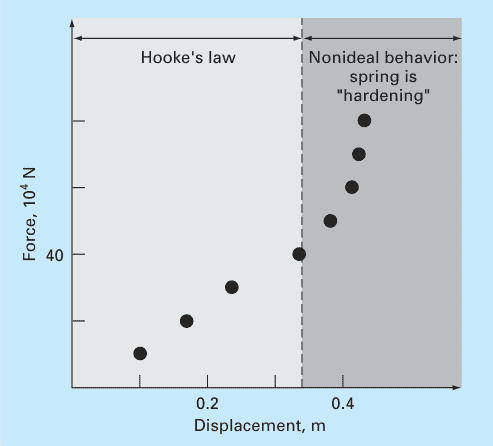 Hooke's law
Nonideal behavior:
spring is
"hardening"
Force, 10⁴ N
40
0.2
0.4
Displacement, m